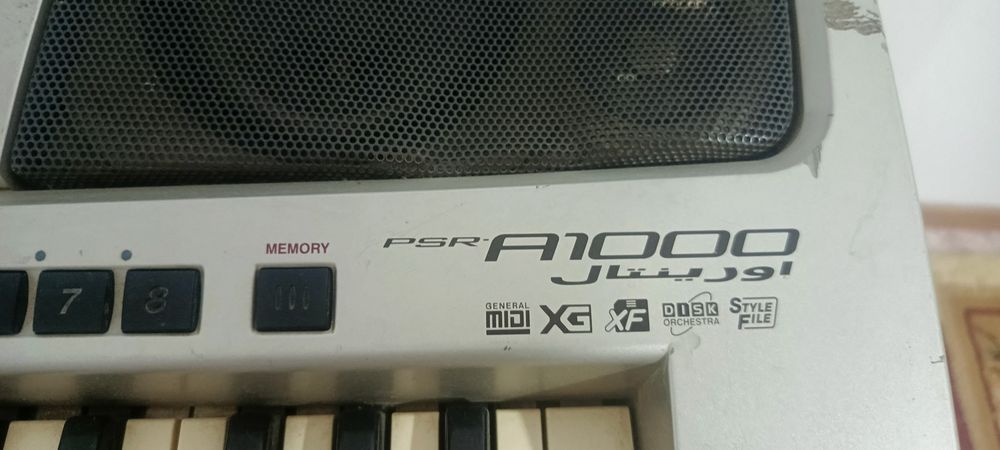 PSR-A1000
اورينتال
MEMORY
7 8
GENERAL MIDI XG XF DISK ORCHESTRA STYLE FILE